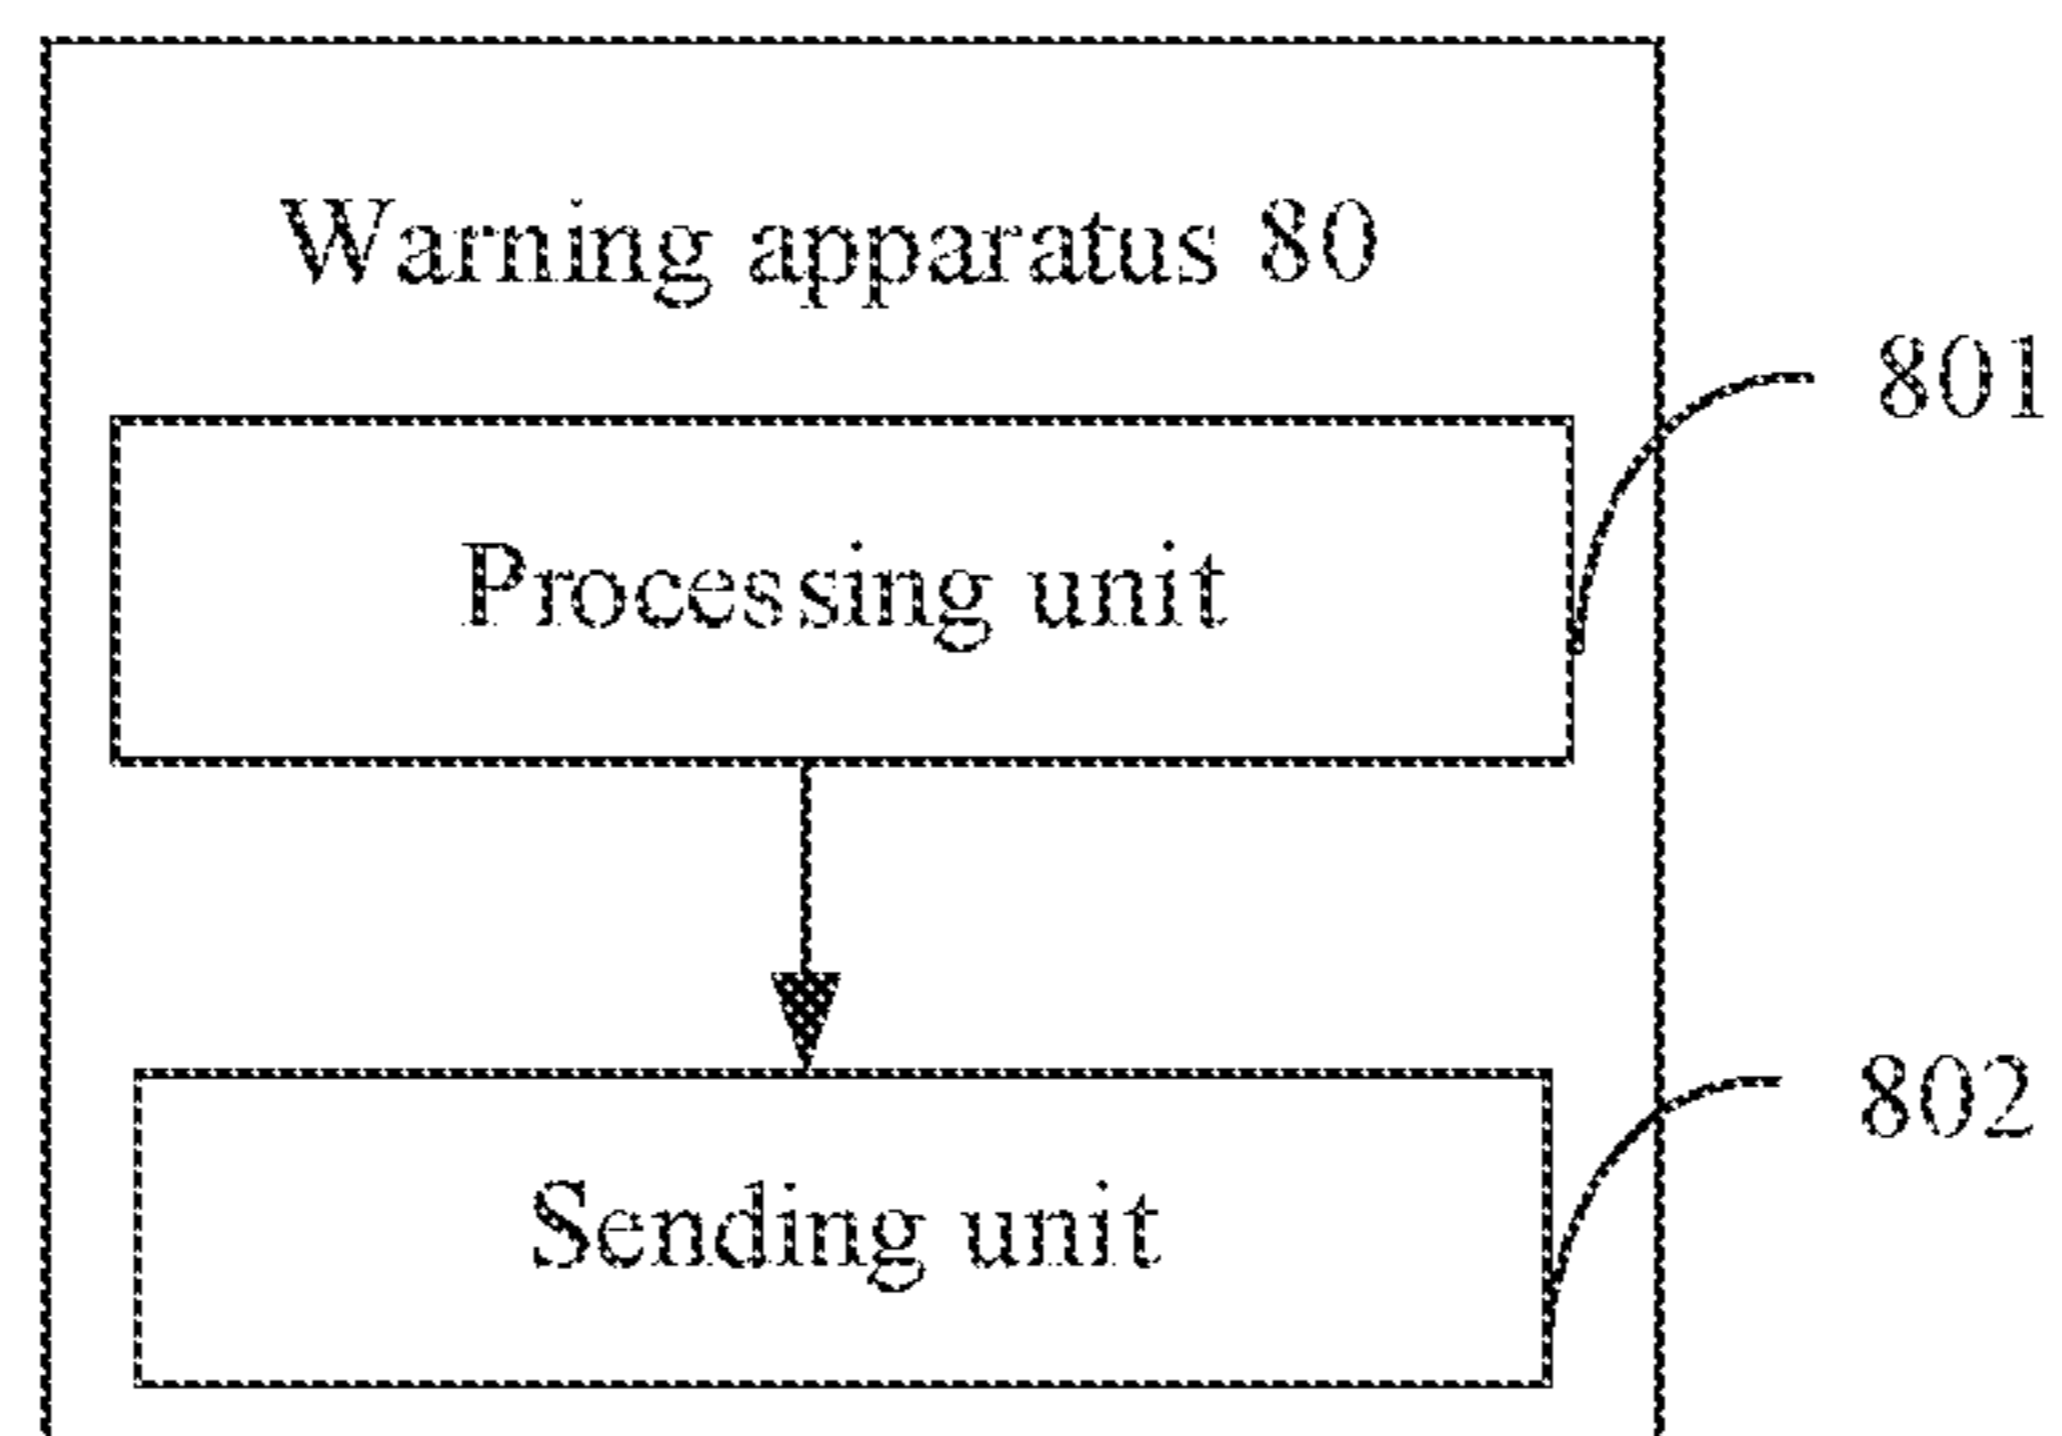 Warning apparatus 80
801
Processing unit
802
Sending unit